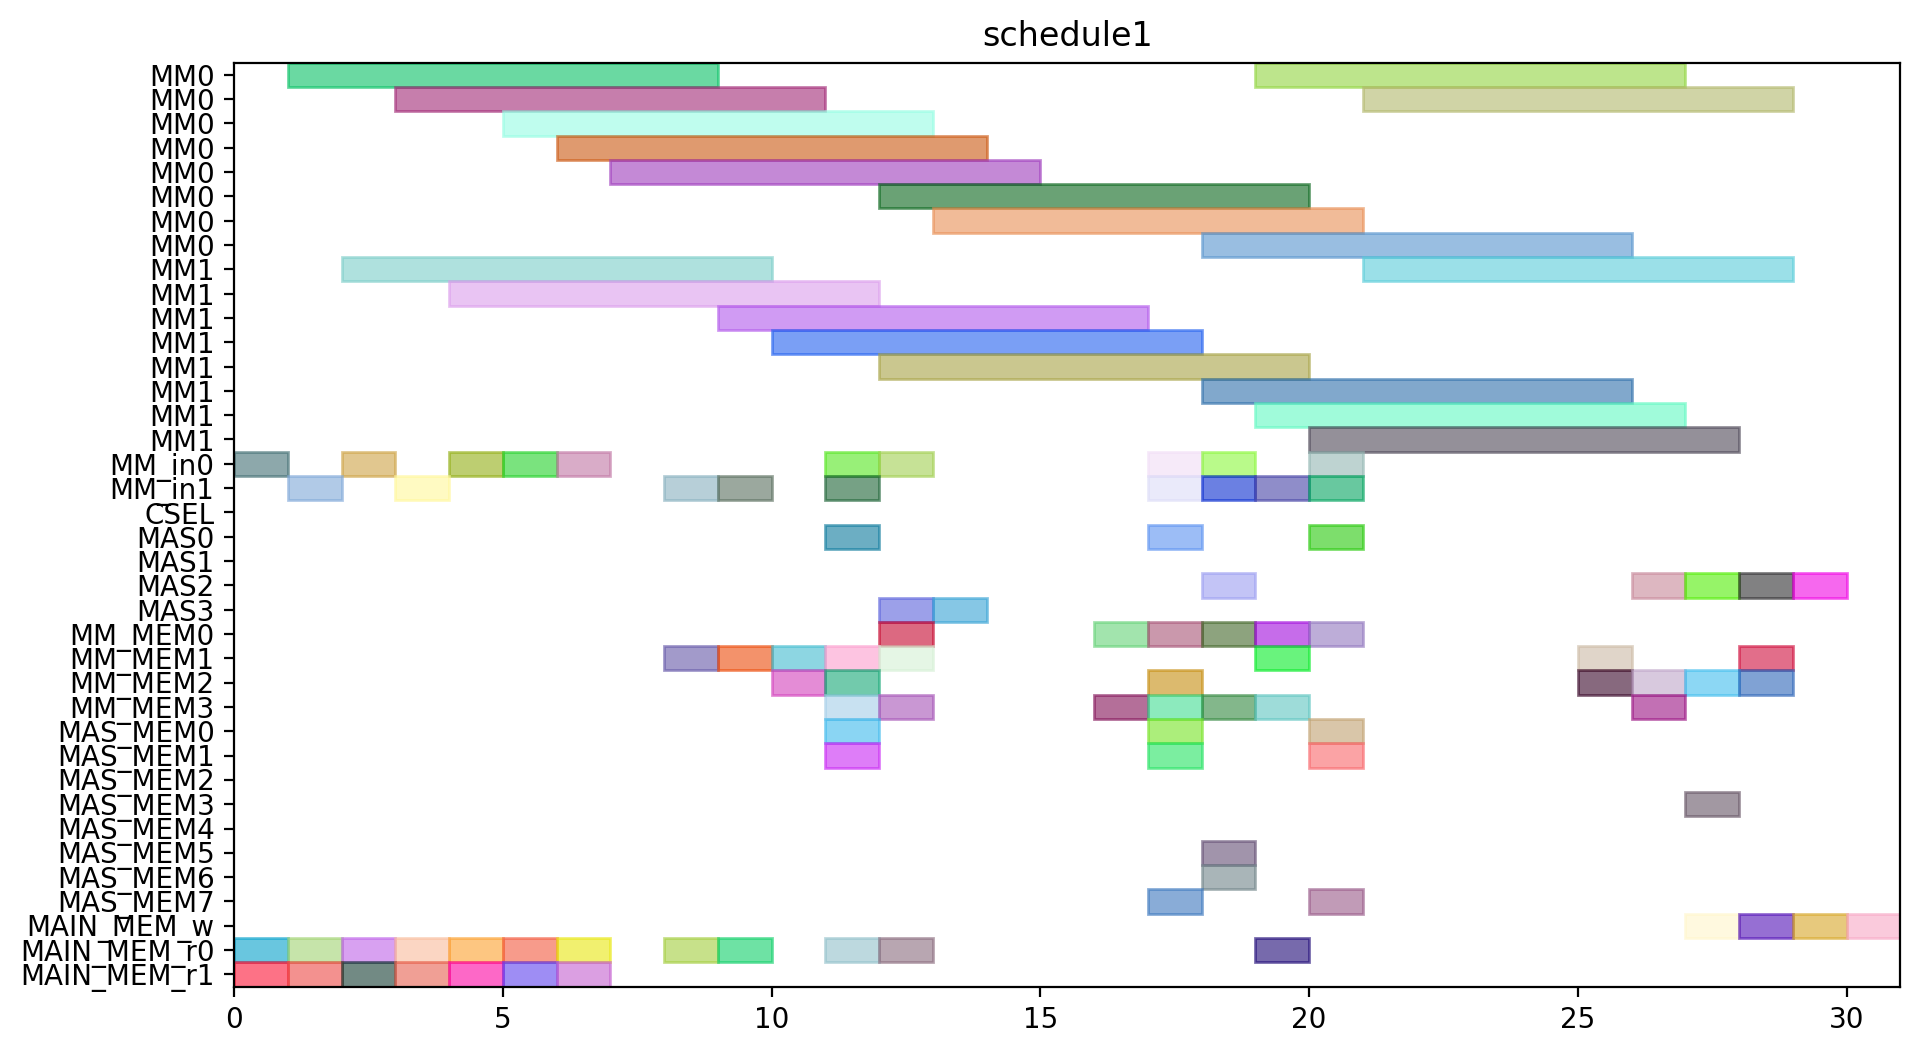 schedule1
MM0
MM0
MM0
MM0
MM0
MM0
MM0
MM0
MM1
MM1
MM1
MM1
MM1
MM1
MM1
MM1
MM_in0
MM_in1
CSEL
MAS0
MAS1
MAS2
MAS3
MM_MEM0
MM_MEM1
MM_MEM2
MM_MEM3
MAS_MEM0
MAS_MEM1
MAS_MEM2
MAS_MEM3
MAS_MEM4
MAS_MEM5
MAS_MEM6
MAS_MEM7
MAIN_MEM_w
MAIN_MEM_r0
MAIN_MEM_r1
0 5 10 15 20 25 30